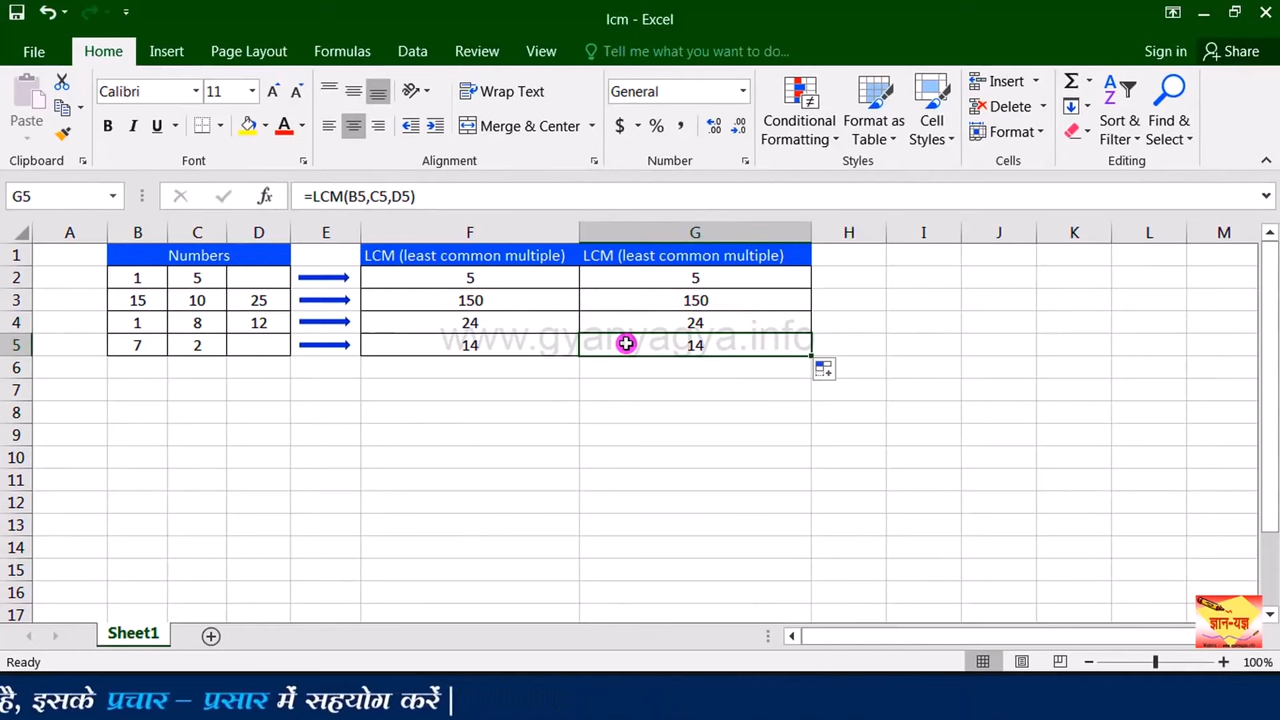 lcm - Excel
File Home Insert Page Layout Formulas Data Review View Tell me what you want to do... Sign in Share
Calibri 11 Wrap Text General Insert
Paste B I U Merge & Center $ % , Conditional Formatting Format as Table Cell Styles Delete Format Sort & Filter Find & Select
Clipboard Font Alignment Number Styles Cells Editing
G5 fx =LCM(B5,C5,D5)
A B C D E F G H I J K L M
1 Numbers LCM (least common multiple) LCM (least common multiple)
2 1 5 5 5
3 15 10 25 150 150
4 1 8 12 24 24
www.gyanyagya.info
5 7 2 14 14
6
7
8
9
10
11
12
13
14
15
16
17
ज्ञान-यज्ञ
Sheet1
Ready 100%
है, इसके प्रचार – प्रसार में सहयोग करें |